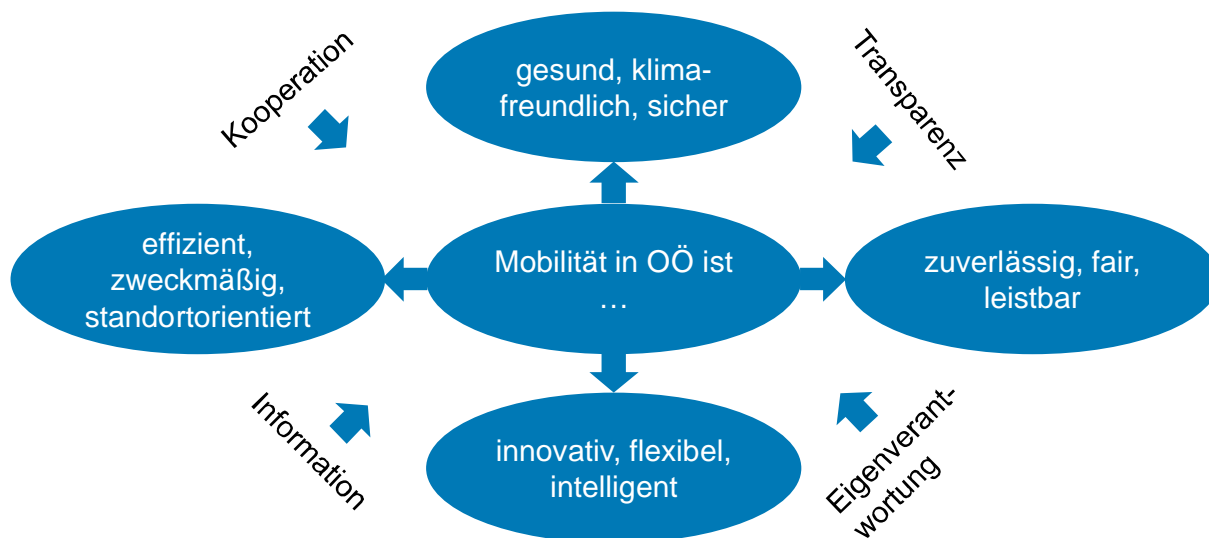 Kooperation
gesund, klima-
freundlich, sicher
Transparenz
effizient,
zweckmäßig,
standortorientiert
Mobilität in OÖ ist
…
zuverlässig, fair,
leistbar
Information
innovativ, flexibel,
intelligent
Eigenverant-
wortung